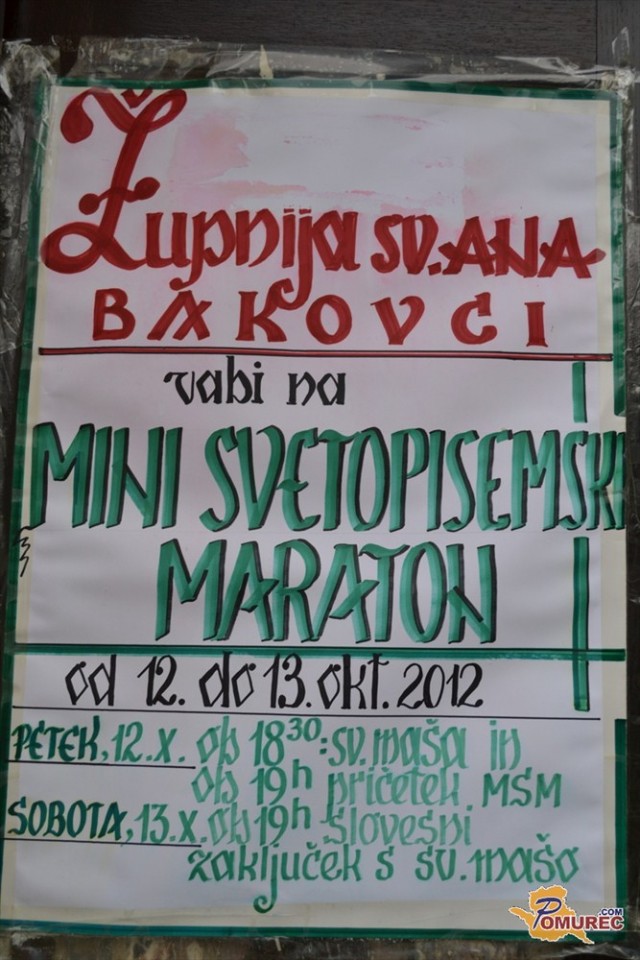 Župnija sv. ANA
BAKOVCI
vabi na
MINI SVETOPISEMSKI
MARATON
od 12. do 13. okt. 2012
PETEK, 12.X. ob 18³⁰: sv. maša in
ob 19ʰ pričetek MSM
SOBOTA, 13.X. ob 19ʰ slovesni
zaključek s sv. mašo
POMUREC.COM